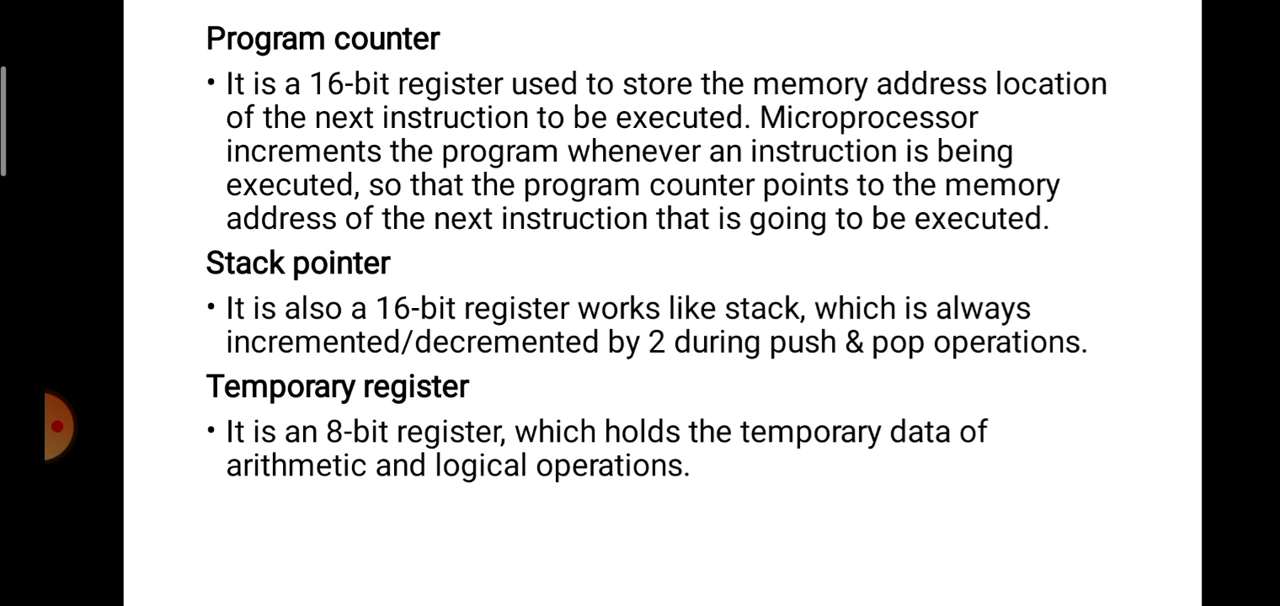 Program counter
• It is a 16-bit register used to store the memory address location
of the next instruction to be executed. Microprocessor
increments the program whenever an instruction is being
executed, so that the program counter points to the memory
address of the next instruction that is going to be executed.
Stack pointer
• It is also a 16-bit register works like stack, which is always
incremented/decremented by 2 during push & pop operations.
Temporary register
• It is an 8-bit register, which holds the temporary data of
arithmetic and logical operations.